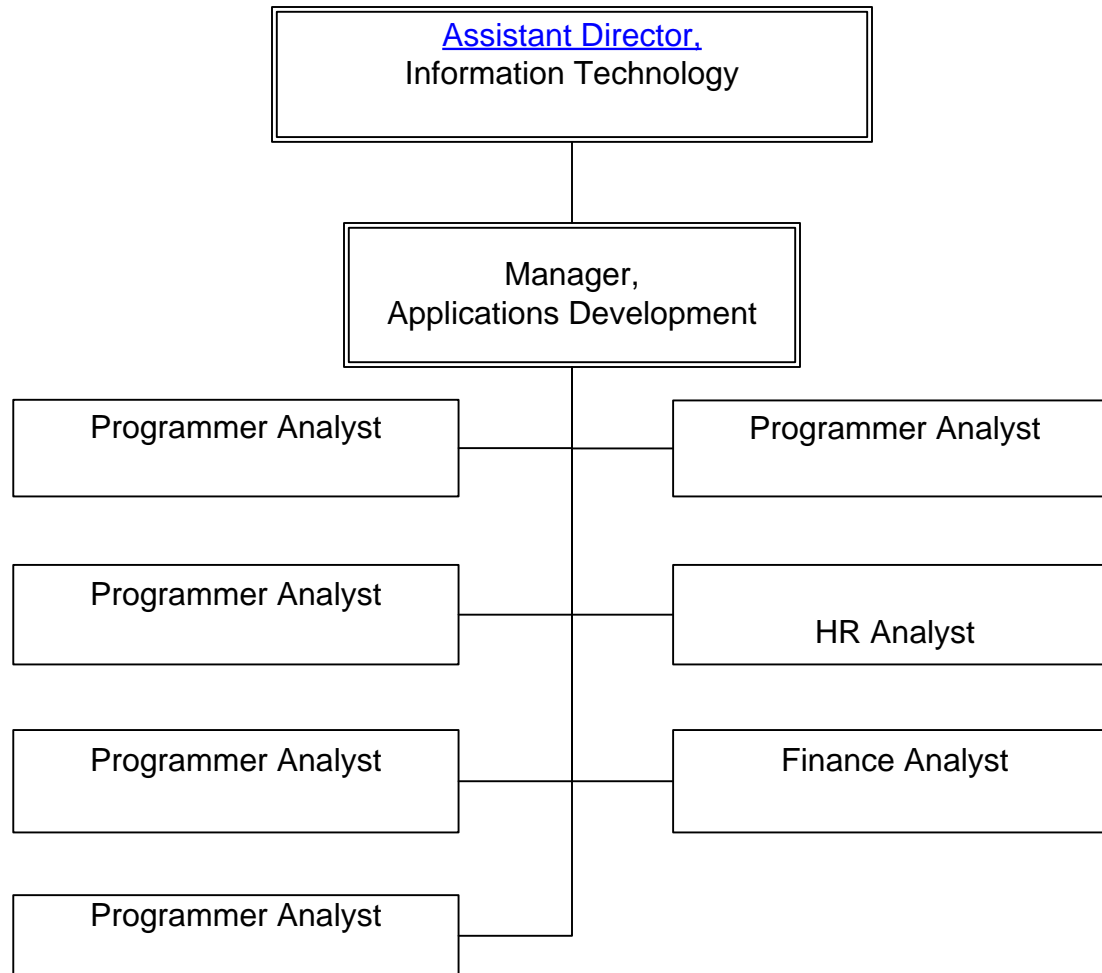 Assistant Director,
Information Technology
Manager,
Applications Development
Programmer Analyst
Programmer Analyst
Programmer Analyst
HR Analyst
Programmer Analyst
Finance Analyst
Programmer Analyst